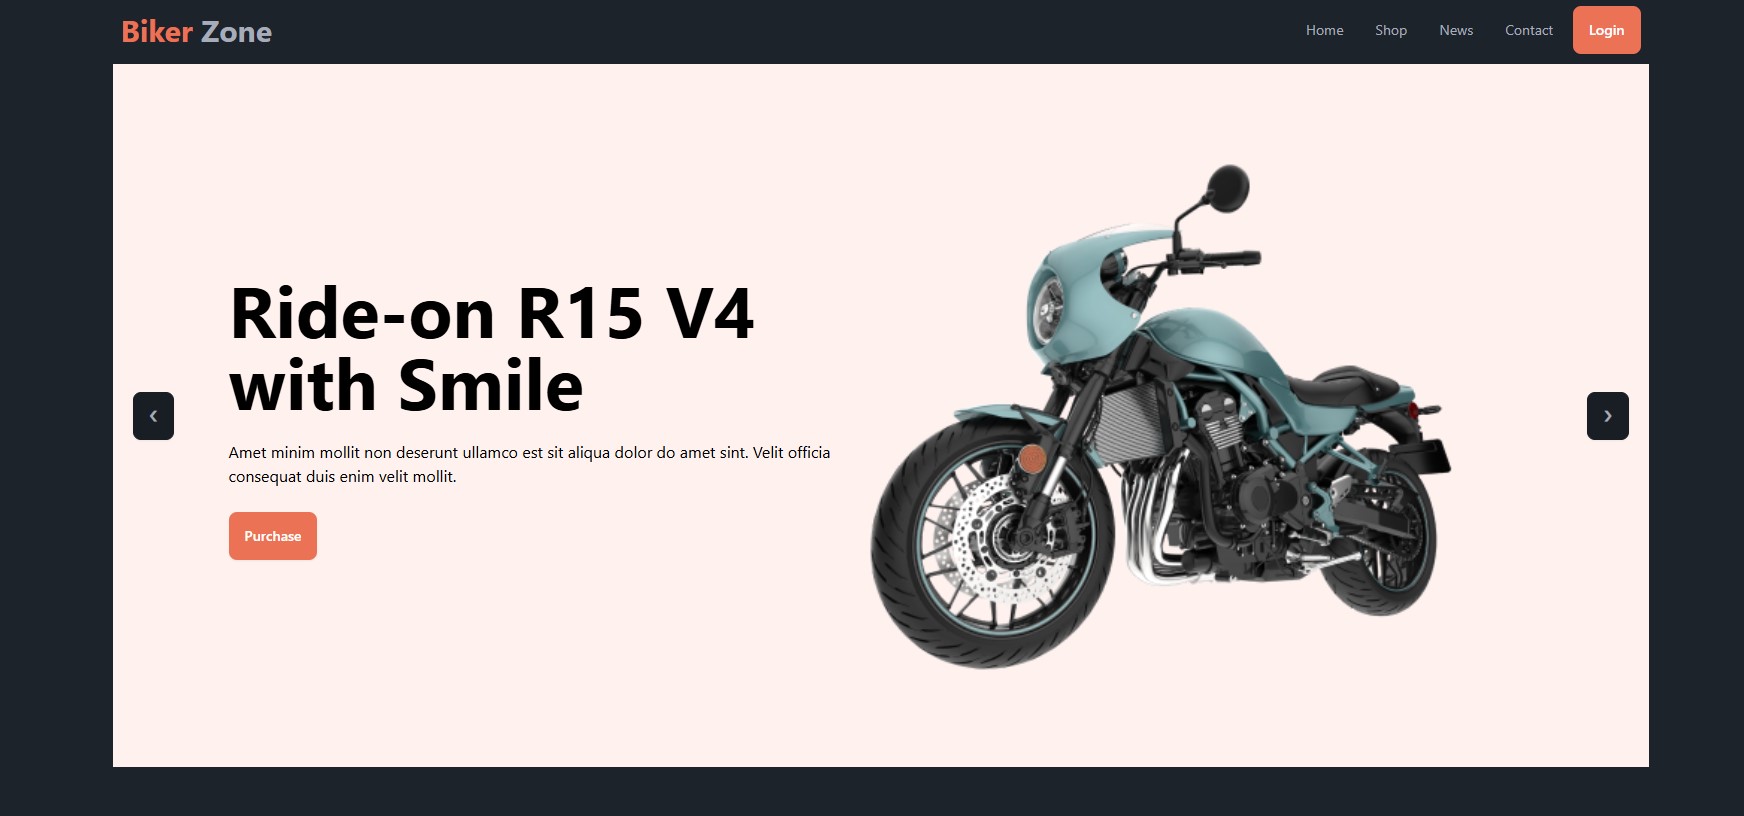 Biker Zone
Home
Shop
News
Contact
Login
Ride-on R15 V4
with Smile
Amet minim mollit non deserunt ullamco est sit aliqua dolor do amet sint. Velit officia
consequat duis enim velit mollit.
Purchase